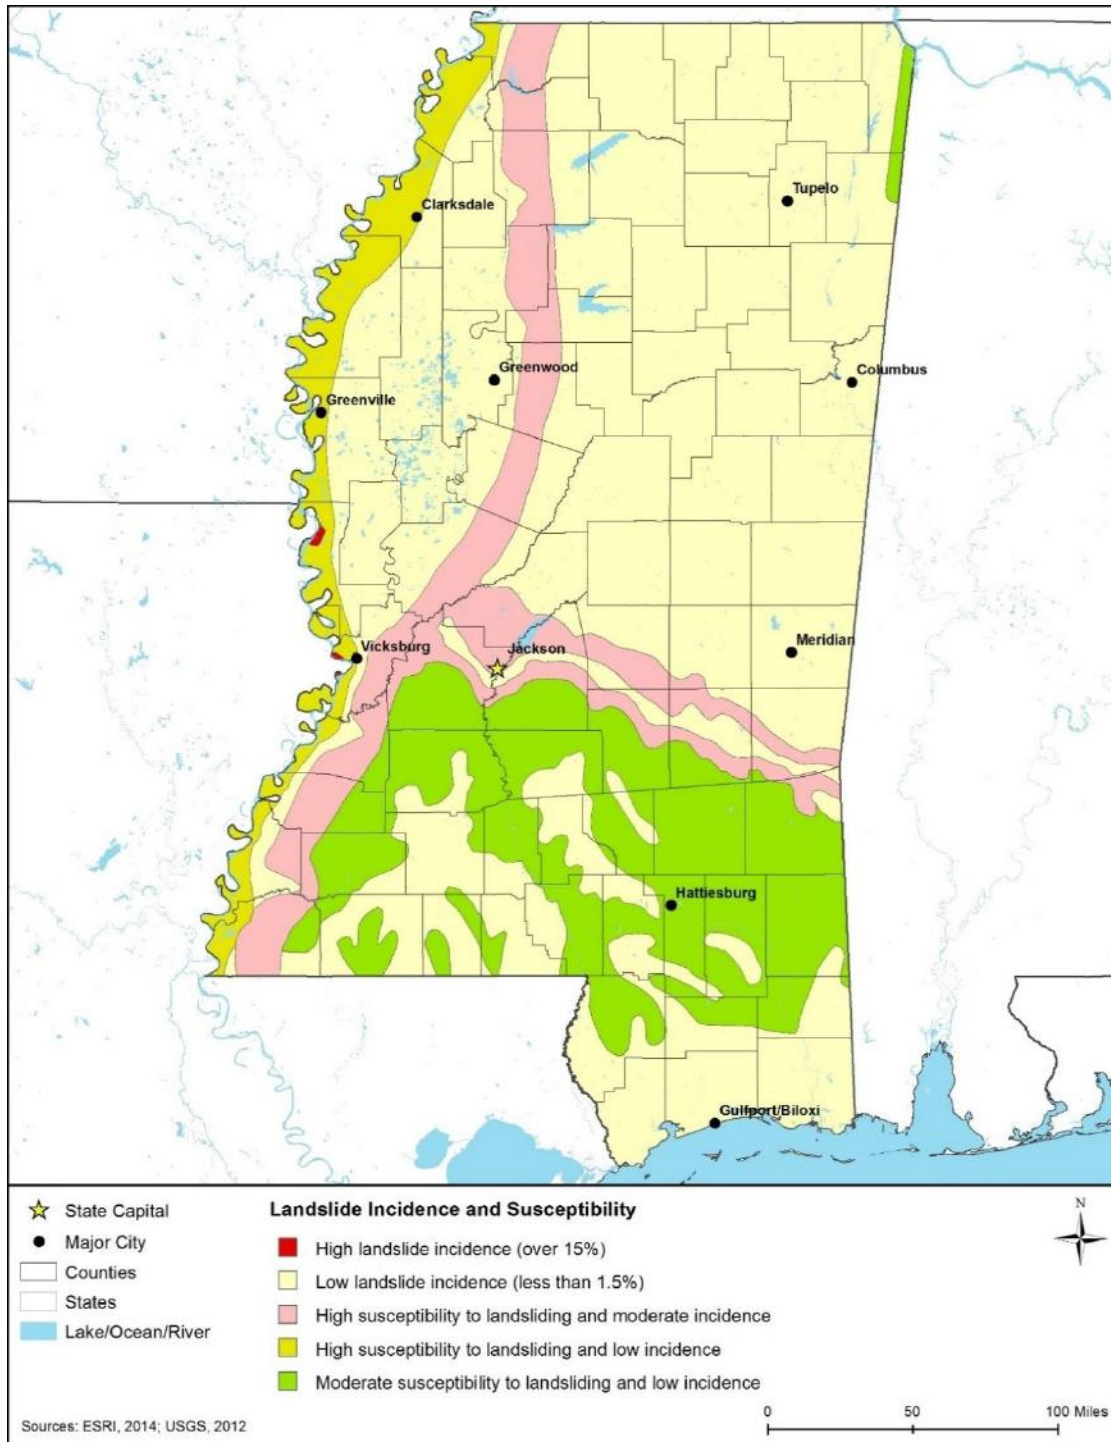 Clarksdale
Tupelo
Greenwood
Columbus
Greenville
Vicksburg
Jackson
Meridian
Hattiesburg
Gulfport/Biloxi
State Capital
Major City
Counties
States
Lake/Ocean/River
Landslide Incidence and Susceptibility
High landslide incidence (over 15%)
Low landslide incidence (less than 1.5%)
High susceptibility to landsliding and moderate incidence
High susceptibility to landsliding and low incidence
Moderate susceptibility to landsliding and low incidence
N
Sources: ESRI, 2014; USGS, 2012
0 50 100 Miles